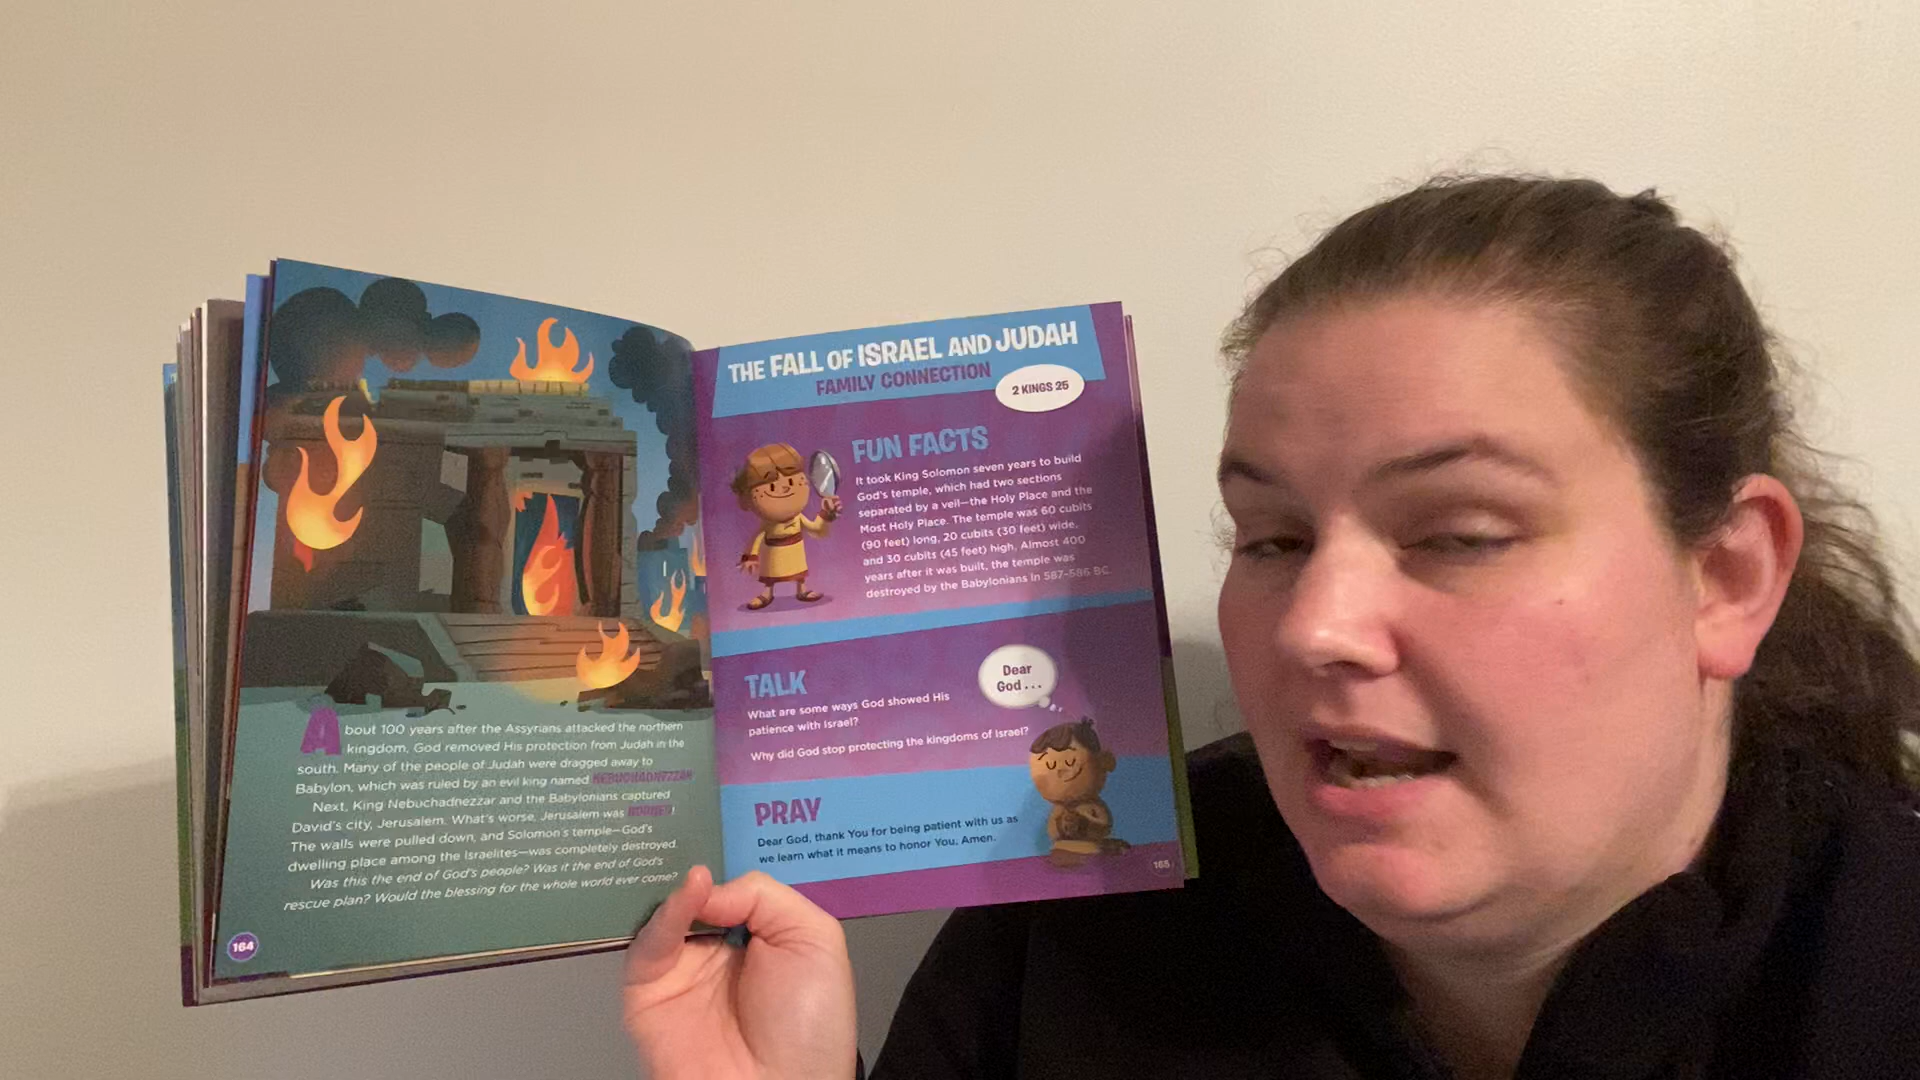 About 100 years after the Assyrians attacked the northern
kingdom, God removed His protection from Judah in the
south. Many of the people of Judah were dragged away to
Babylon, which was ruled by an evil king named NEBUCHADNEZZAR
Next, King Nebuchadnezzar and the Babylonians captured
David's city, Jerusalem. What's worse, Jerusalem was BURNED!
The walls were pulled down, and Solomon's temple—God's
dwelling place among the Israelites—was completely destroyed.
Was this the end of God's people? Was it the end of God's
rescue plan? Would the blessing for the whole world ever come?
164
THE FALL OF ISRAEL AND JUDAH
FAMILY CONNECTION
2 KINGS 25
FUN FACTS
It took King Solomon seven years to build
God's temple, which had two sections
separated by a veil—the Holy Place and the
Most Holy Place. The temple was 60 cubits
(90 feet) long, 20 cubits (30 feet) wide,
and 30 cubits (45 feet) high. Almost 400
years after it was built, the temple was
destroyed by the Babylonians in 587–586 BC.
TALK
What are some ways God showed His
patience with Israel?
Why did God stop protecting the kingdoms of Israel?
Dear
God...
PRAY
Dear God, thank You for being patient with us as
we learn what it means to honor You. Amen.
165